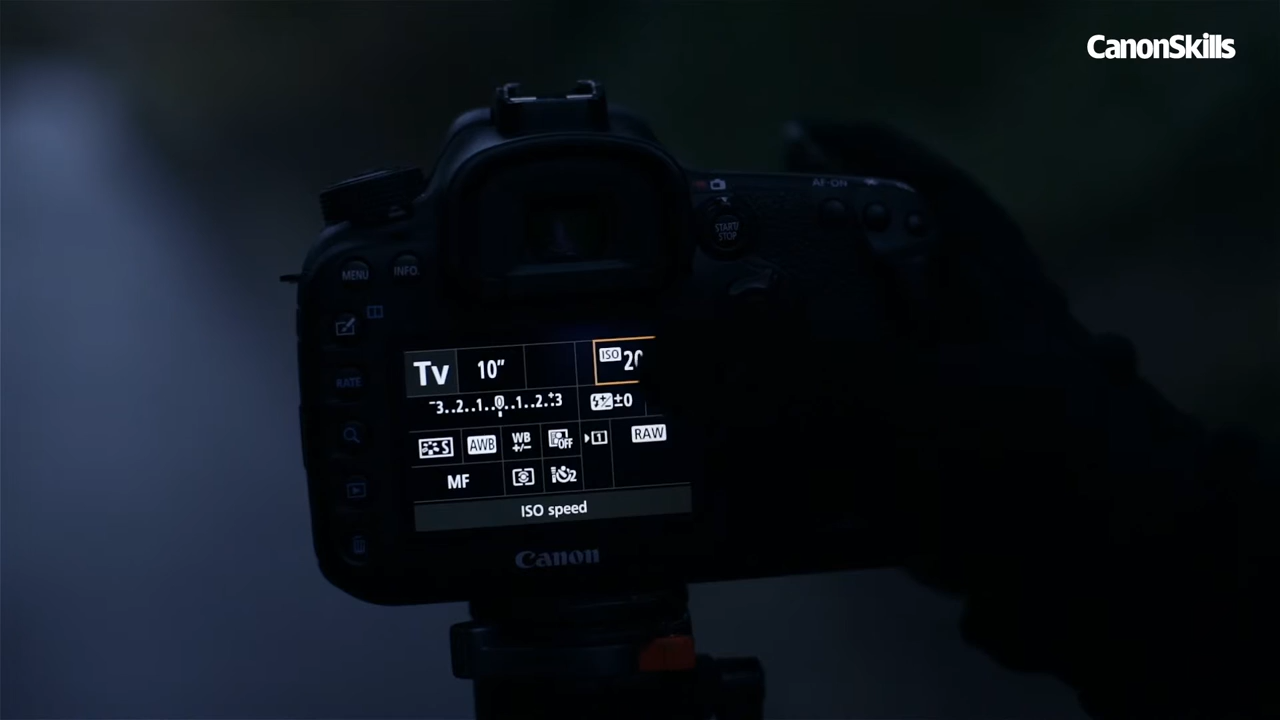 CanonSkills
AF-ON
START/
STOP
MENU INFO.
RATE
Tv 10" ISO
-3..2..1..0..1..2.+3 ±0
S AWB WB +/- OFF 1 RAW
MF 2
ISO speed
Canon